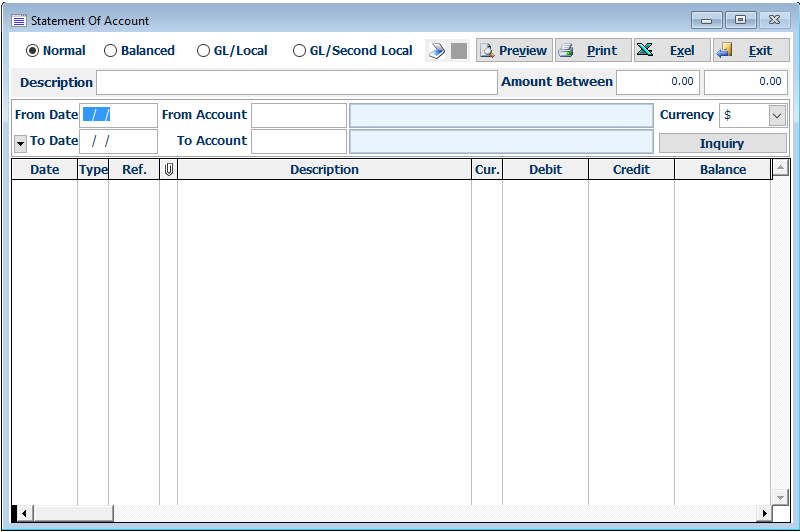 Statement Of Account
Normal Balanced GL/Local GL/Second Local Preview Print Exel Exit
Description Amount Between 0.00 0.00
From Date / / From Account Currency $
To Date / / To Account Inquiry
Date Type Ref. Description Cur. Debit Credit Balance